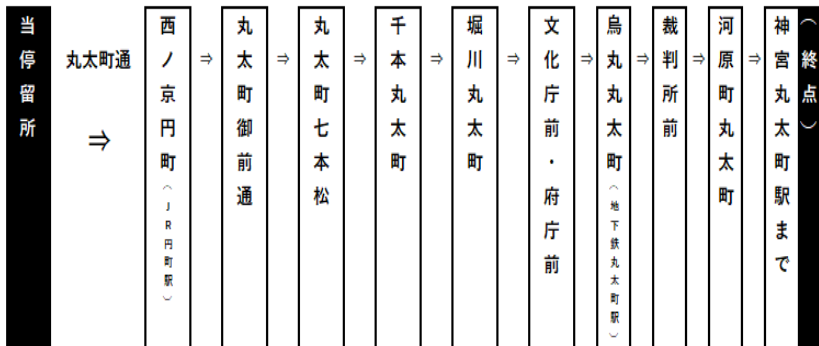 当停留所
丸太町通
⇒
西ノ京円町（JR円町駅）
⇒
丸太町御前通
⇒
丸太町七本松
⇒
千本丸太町
⇒
堀川丸太町
⇒
文化庁前・府庁前
⇒
烏丸丸太町（地下鉄丸太町駅）
⇒
裁判所前
⇒
河原町丸太町
⇒
神宮丸太町駅まで
（終点）